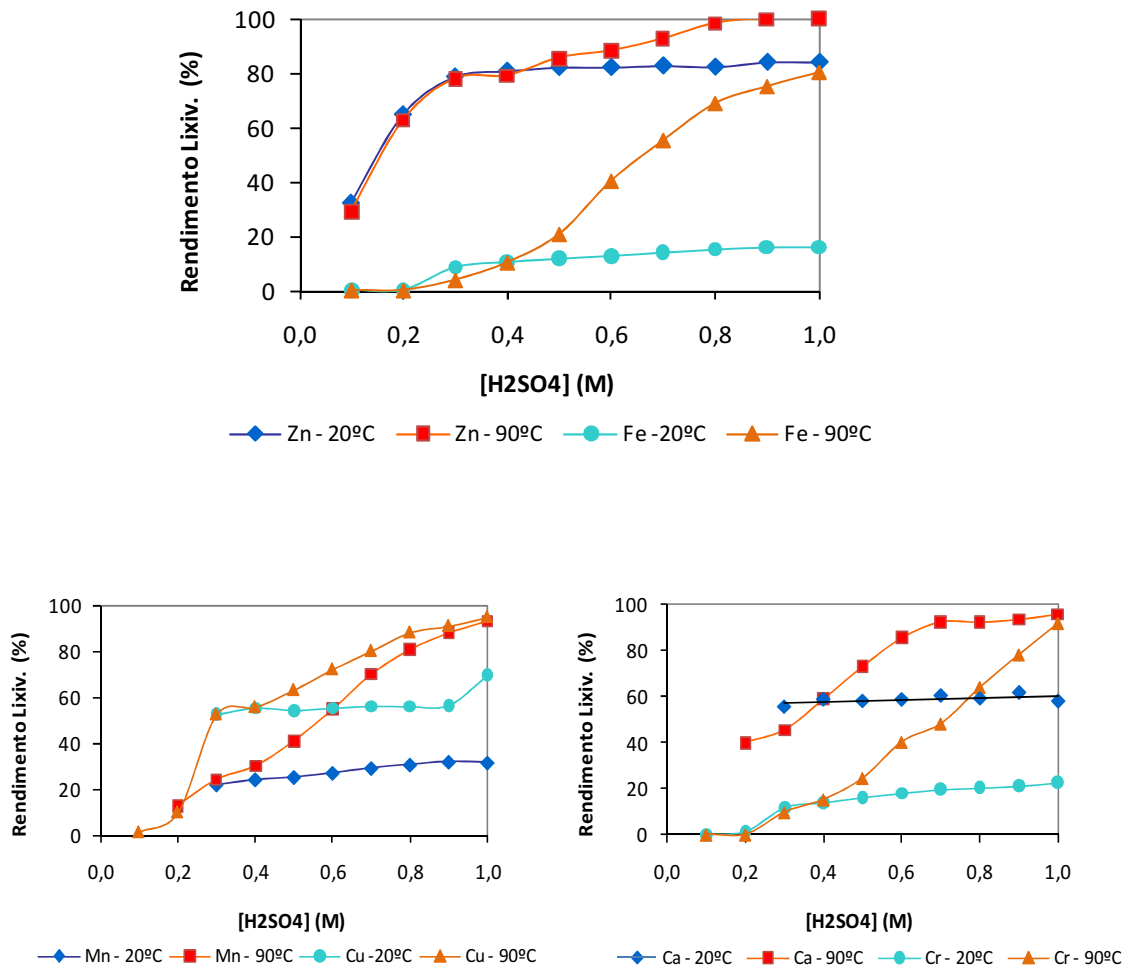 Rendimento Lixiv. (%)
100
80
60
40
20
0
0,0 0,2 0,4 0,6 0,8 1,0
[H2SO4] (M)
Zn - 20ºC Zn - 90ºC Fe -20ºC Fe - 90ºC
Rendimento Lixiv. (%)
100
80
60
40
20
0
0,0 0,2 0,4 0,6 0,8 1,0
[H2SO4] (M)
Mn - 20ºC Mn - 90ºC Cu -20ºC Cu - 90ºC
Rendimento Lixiv. (%)
100
80
60
40
20
0
0,0 0,2 0,4 0,6 0,8 1,0
[H2SO4] (M)
Ca - 20ºC Ca - 90ºC Cr - 20ºC Cr - 90ºC